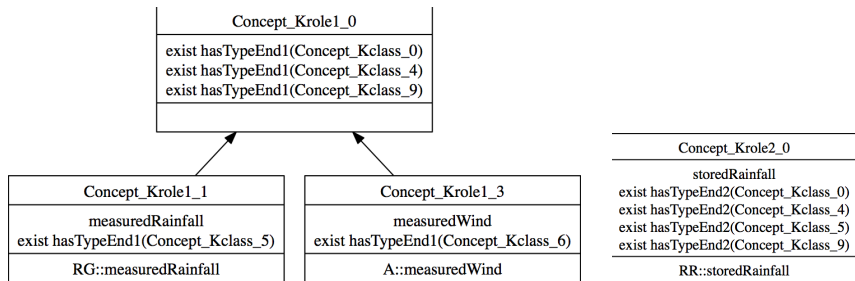 Concept_Krole1_0
exist hasTypeEnd1(Concept_Kclass_0)
exist hasTypeEnd1(Concept_Kclass_4)
exist hasTypeEnd1(Concept_Kclass_9)
Concept_Krole1_1
measuredRainfall
exist hasTypeEnd1(Concept_Kclass_5)
RG::measuredRainfall
Concept_Krole1_3
measuredWind
exist hasTypeEnd1(Concept_Kclass_6)
A::measuredWind
Concept_Krole2_0
storedRainfall
exist hasTypeEnd2(Concept_Kclass_0)
exist hasTypeEnd2(Concept_Kclass_4)
exist hasTypeEnd2(Concept_Kclass_5)
exist hasTypeEnd2(Concept_Kclass_9)
RR::storedRainfall